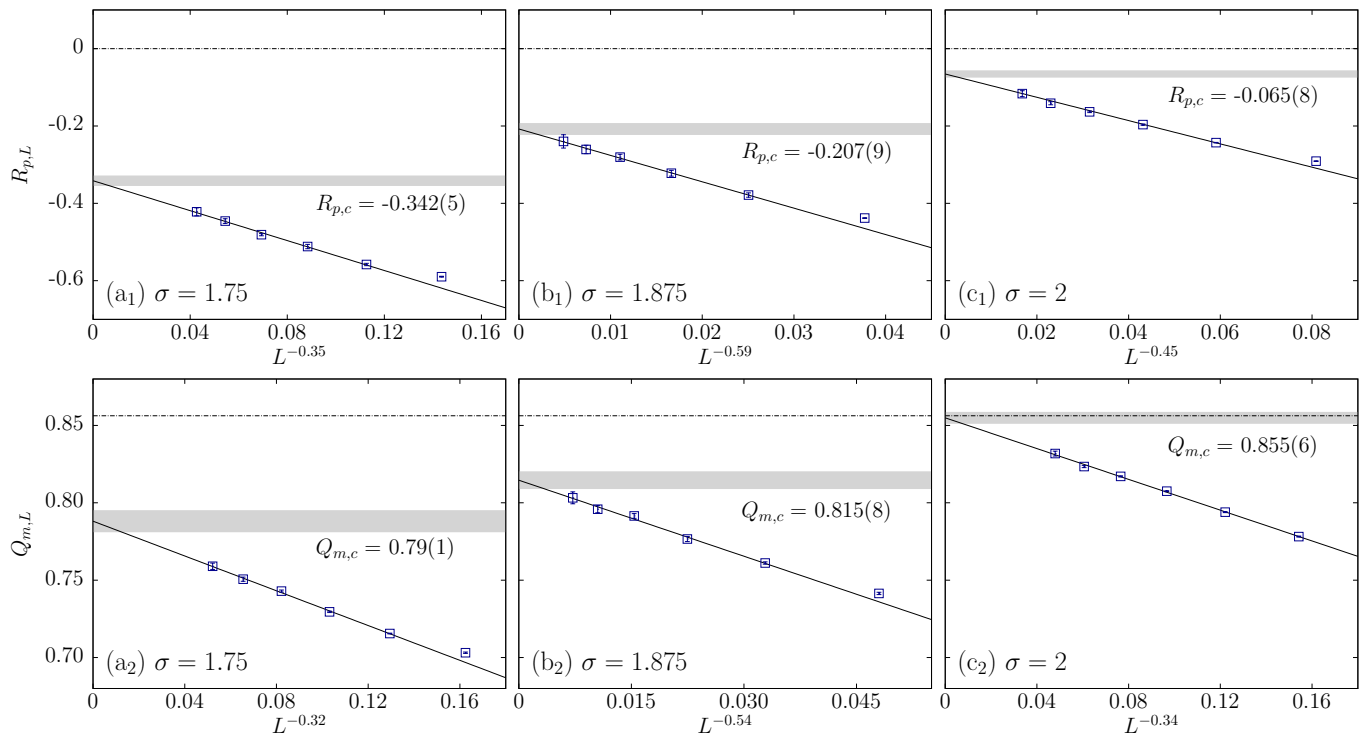 R_{p,L}
0
-0.2
-0.4
-0.6
R_{p,c} = -0.342(5)
(a_1) σ = 1.75
0 0.04 0.08 0.12 0.16
L^{-0.35}
R_{p,c} = -0.207(9)
(b_1) σ = 1.875
0 0.01 0.02 0.03 0.04
L^{-0.59}
R_{p,c} = -0.065(8)
(c_1) σ = 2
0 0.02 0.04 0.06 0.08
L^{-0.45}
Q_{m,L}
0.85
0.80
0.75
0.70
Q_{m,c} = 0.79(1)
(a_2) σ = 1.75
0 0.04 0.08 0.12 0.16
L^{-0.32}
Q_{m,c} = 0.815(8)
(b_2) σ = 1.875
0 0.015 0.030 0.045
L^{-0.54}
Q_{m,c} = 0.855(6)
(c_2) σ = 2
0 0.04 0.08 0.12 0.16
L^{-0.34}